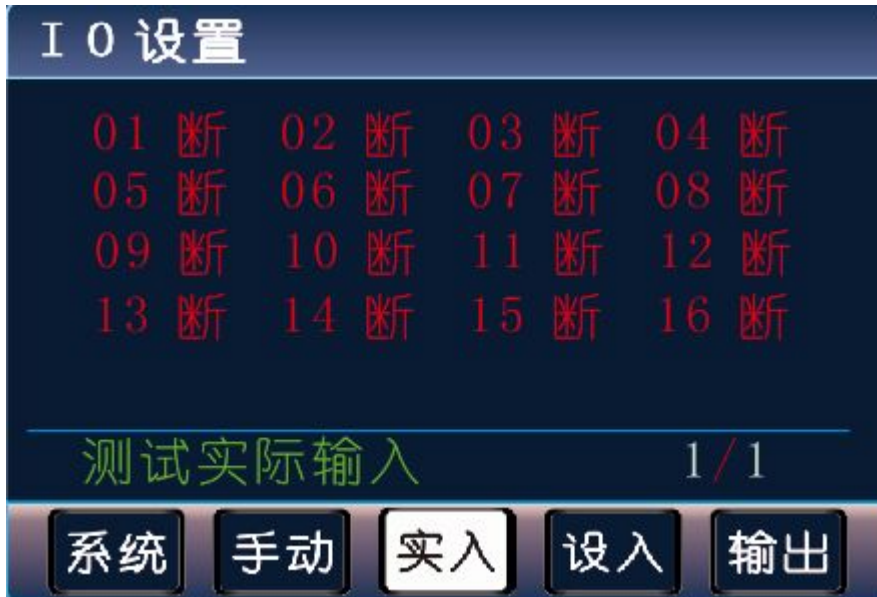 IO设置
01 断 02 断 03 断 04 断
05 断 06 断 07 断 08 断
09 断 10 断 11 断 12 断
13 断 14 断 15 断 16 断
测试实际输入 1/1
系统 手动 实入 设入 输出